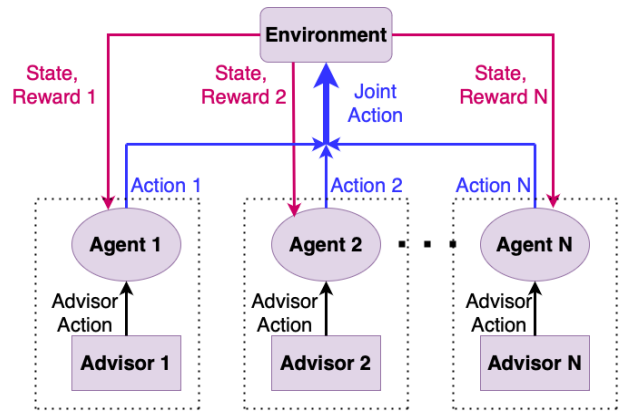 Environment
State,
Reward 1
State,
Reward 2
Joint
Action
State,
Reward N
Action 1
Action 2
Action N
Agent 1
Agent 2
Agent N
Advisor
Action
Advisor
Action
Advisor
Action
Advisor 1
Advisor 2
Advisor N